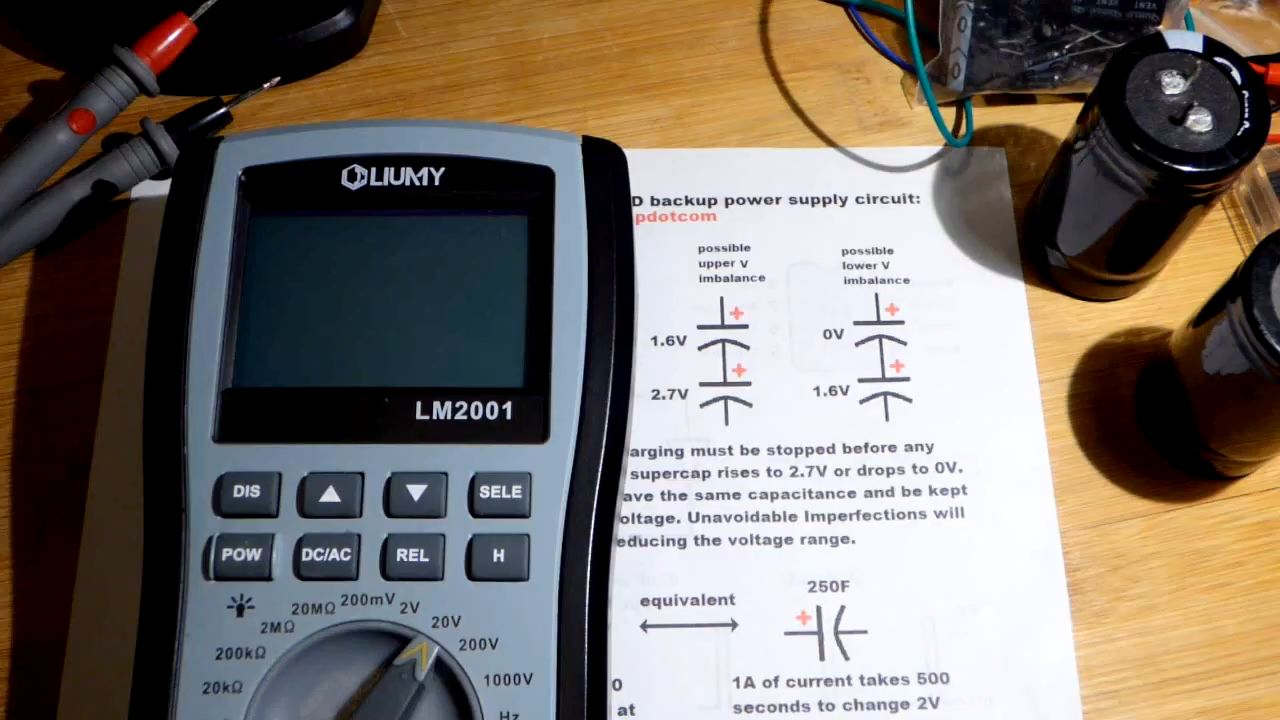 LIUMY
LM2001
DIS
SELE
POW
DC/AC
REL
H
20MΩ
200mV
2V
20V
2MΩ
200V
200kΩ
1000V
20kΩ
Hz
D backup power supply circuit:
pdotcom
possible
upper V
imbalance
possible
lower V
imbalance
+
+
1.6V
0V
+
+
2.7V
1.6V
arging must be stopped before any
supercap rises to 2.7V or drops to 0V.
ave the same capacitance and be kept
oltage. Unavoidable Imperfections will
educing the voltage range.
250F
equivalent
+
0
1A of current takes 500
at
seconds to change 2V
VENT